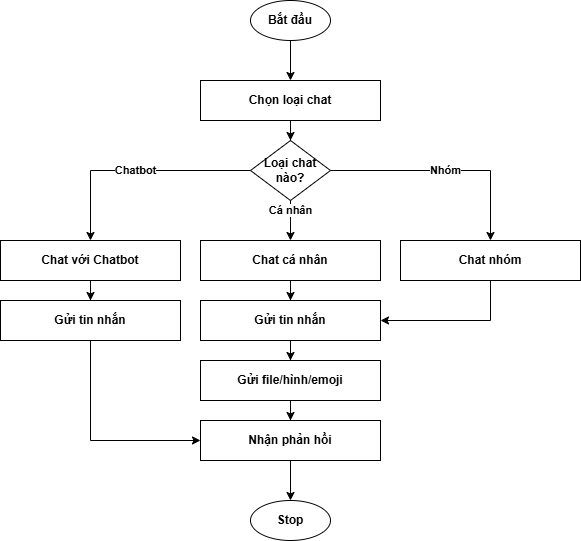 Bắt đầu
Chọn loại chat
Loại chat
nào?
Chatbot
Nhóm
Cá nhân
Chat với Chatbot
Chat cá nhân
Chat nhóm
Gửi tin nhắn
Gửi tin nhắn
Gửi file/hình/emoji
Nhận phản hồi
Stop